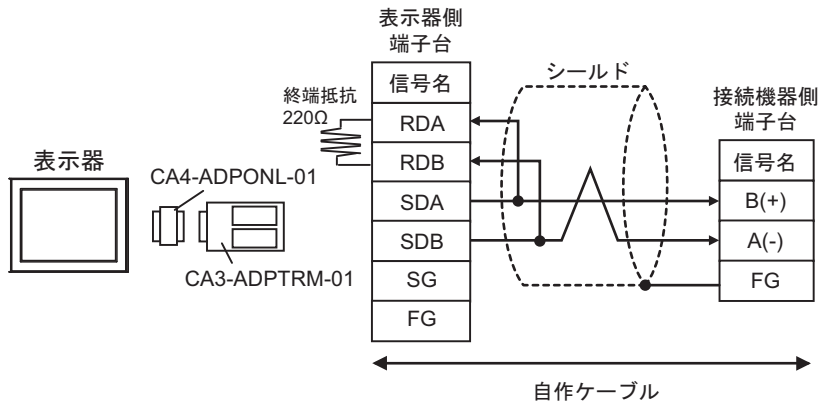 表示器側
端子台
信号名
RDA
RDB
SDA
SDB
SG
FG
終端抵抗
220Ω
表示器
CA4-ADPONL-01
CA3-ADPTRM-01
シールド
接続機器側
端子台
信号名
B(+)
A(-)
FG
自作ケーブル